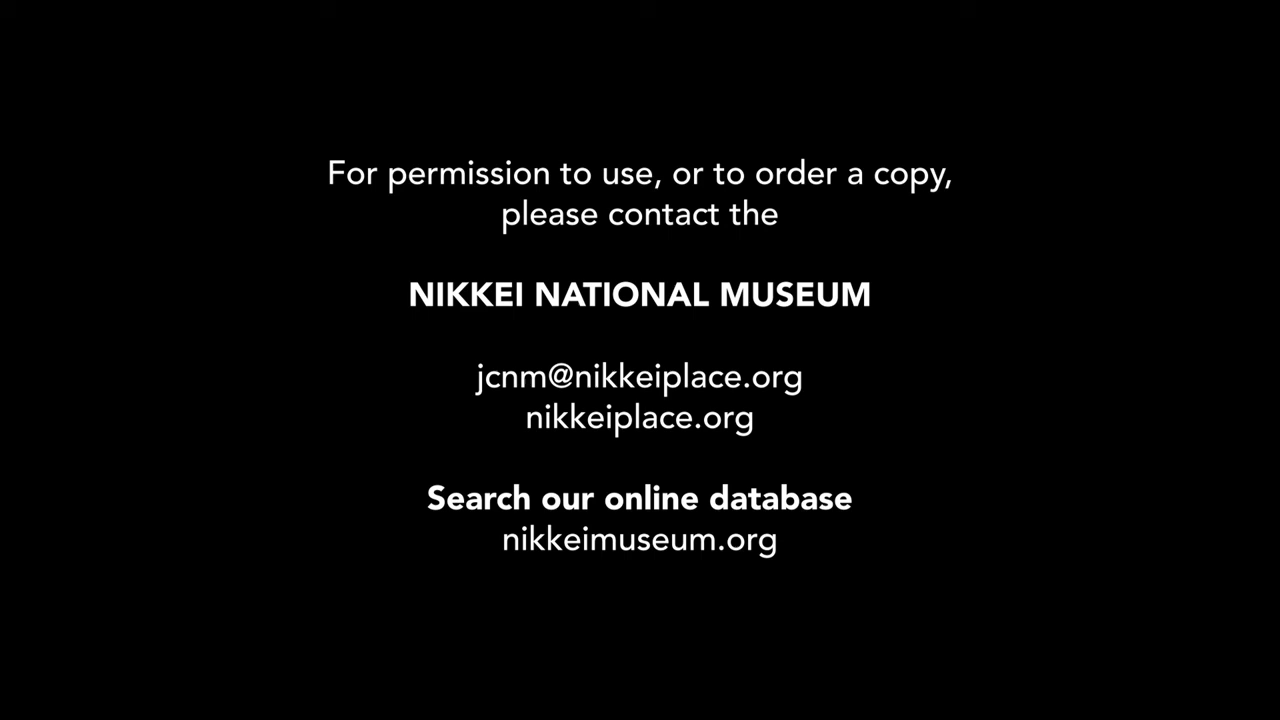 For permission to use, or to order a copy,
please contact the
NIKKEI NATIONAL MUSEUM
jcnm@nikkeiplace.org
nikkeiplace.org
Search our online database
nikkeimuseum.org